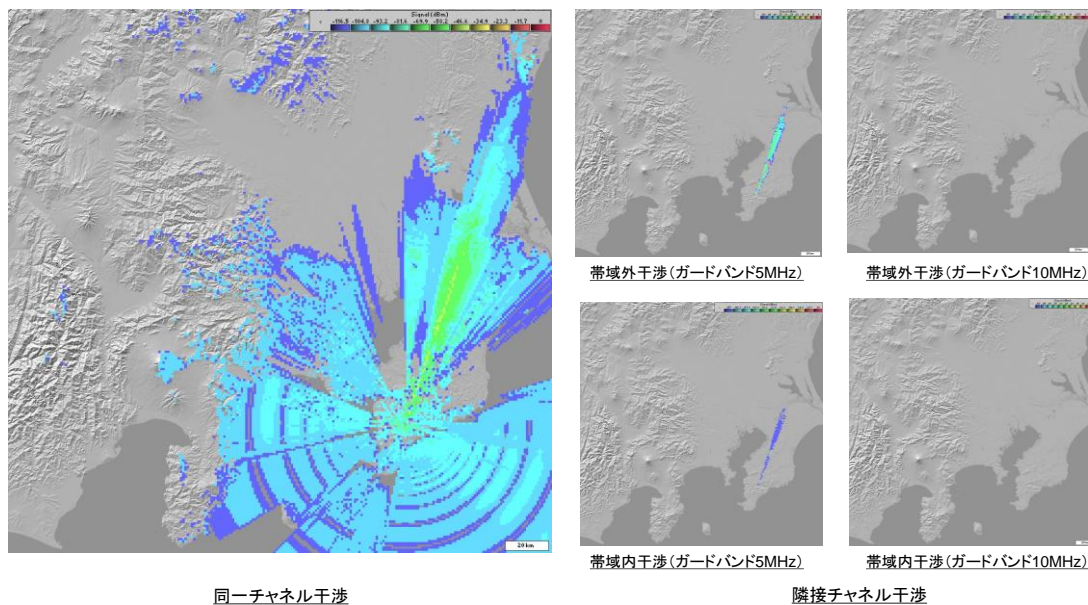 Signal (dBm)
20 km
同一チャネル干渉
帯域外干渉(ガードバンド5MHz)
帯域外干渉(ガードバンド10MHz)
帯域内干渉(ガードバンド5MHz)
帯域内干渉(ガードバンド10MHz)
隣接チャネル干渉